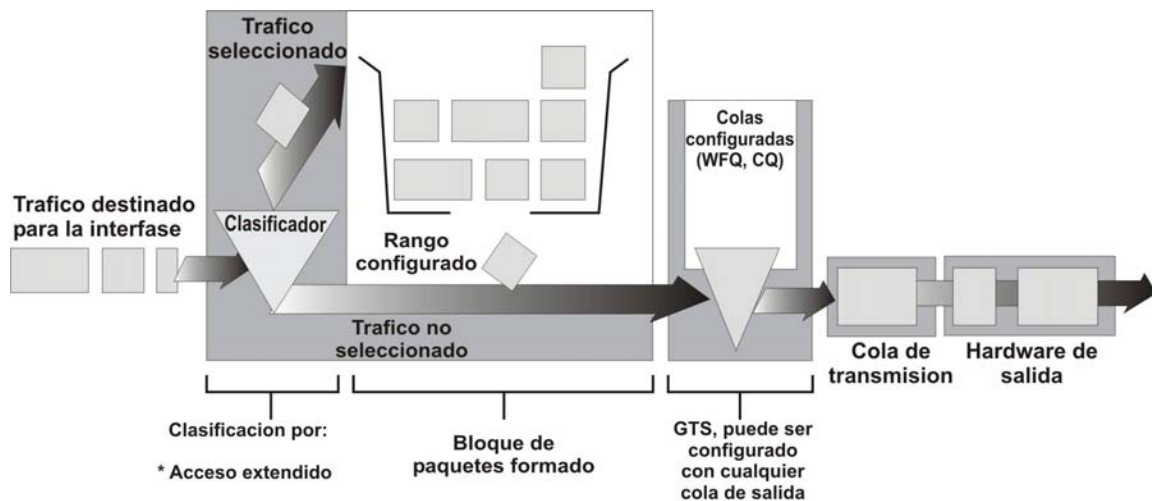 Trafico
seleccionado
Trafico destinado
para la interfase
Clasificador
Rango
configurado
Trafico no
seleccionado
Colas
configuradas
(WFQ, CQ)
Cola de
transmision
Hardware de
salida
Clasificacion por:
* Acceso extendido
Bloque de
paquetes formado
GTS, puede ser
configurado
con cualquier
cola de salida